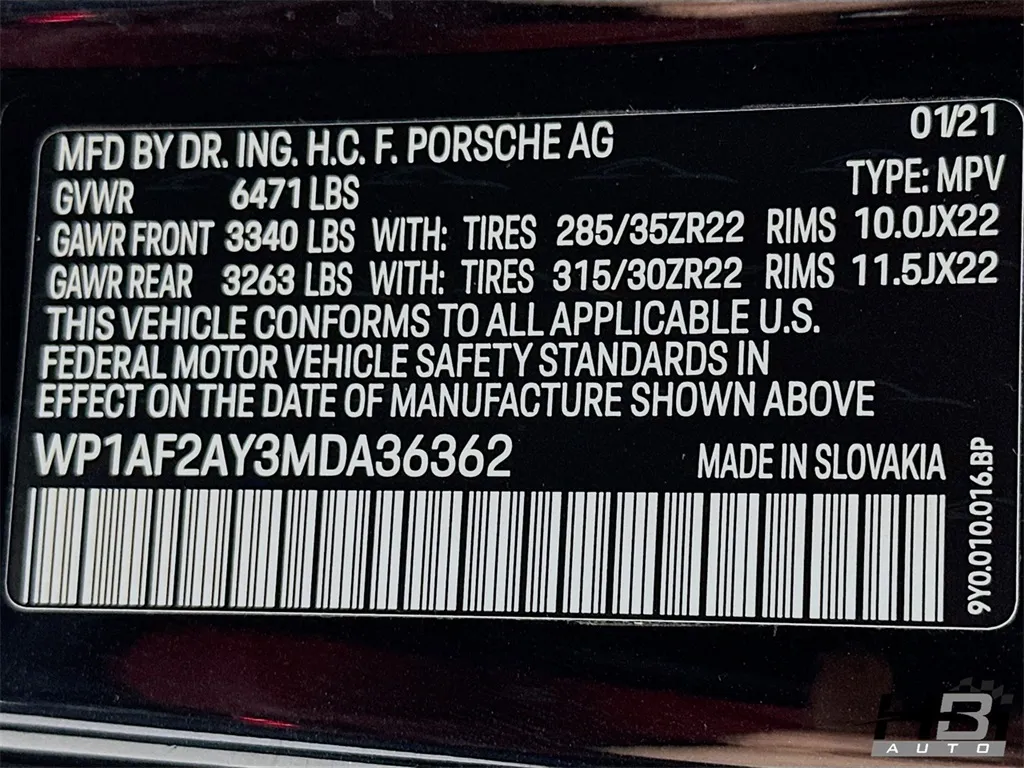 MFD BY DR. ING. H.C. F. PORSCHE AG 01/21
GVWR 6471 LBS TYPE: MPV
GAWR FRONT 3340 LBS WITH: TIRES 285/35ZR22 RIMS 10.0JX22
GAWR REAR 3263 LBS WITH: TIRES 315/30ZR22 RIMS 11.5JX22
THIS VEHICLE CONFORMS TO ALL APPLICABLE U.S.
FEDERAL MOTOR VEHICLE SAFETY STANDARDS IN
EFFECT ON THE DATE OF MANUFACTURE SHOWN ABOVE
WP1AF2AY3MDA36362 MADE IN SLOVAKIA
9Y0.010.016.BP
AUTO